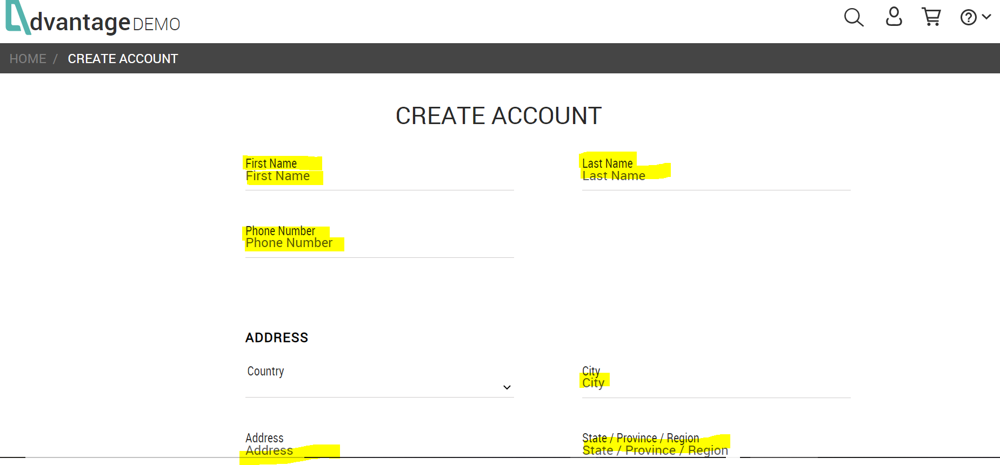 dvantage DEMO
HOME / CREATE ACCOUNT
CREATE ACCOUNT
First Name
First Name
Last Name
Last Name
Phone Number
Phone Number
ADDRESS
Country
City
City
Address
Address
State / Province / Region
State / Province / Region